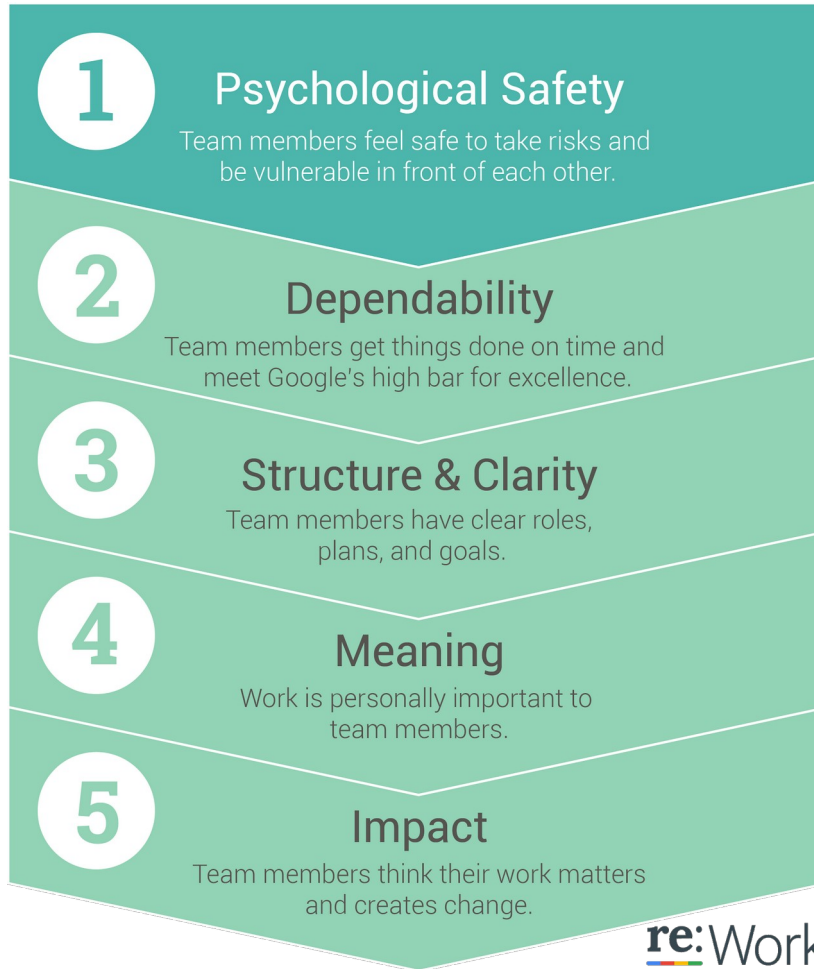 1
Psychological Safety
Team members feel safe to take risks and
be vulnerable in front of each other.
2
Dependability
Team members get things done on time and
meet Google's high bar for excellence.
3
Structure & Clarity
Team members have clear roles,
plans, and goals.
4
Meaning
Work is personally important to
team members.
5
Impact
Team members think their work matters
and creates change.
re:Work